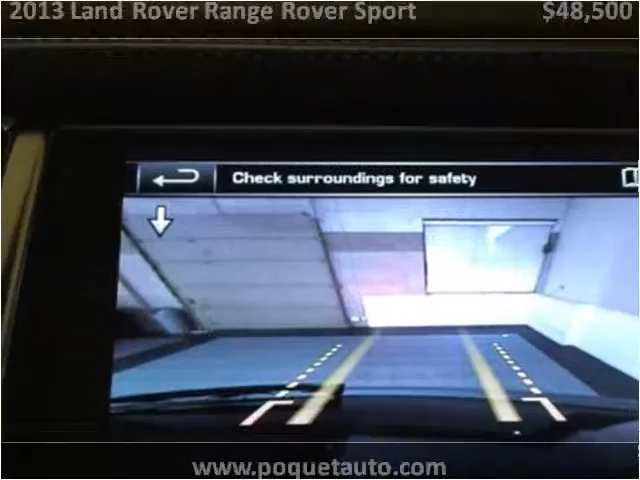 2013 Land Rover Range Rover Sport $48,500
Check surroundings for safety
www.poquetauto.com